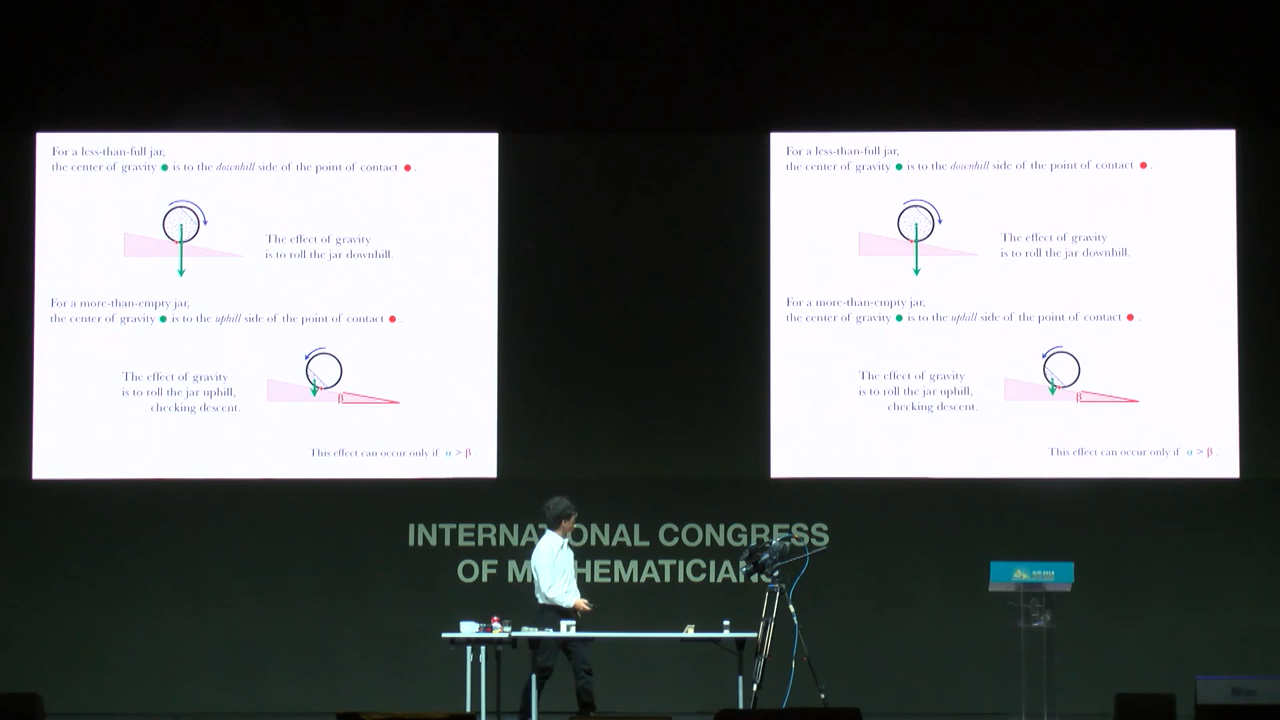 For a less-than-full jar,
the center of gravity is to the downhill side of the point of contact .
The effect of gravity
is to roll the jar downhill.
For a more-than-empty jar,
the center of gravity is to the uphill side of the point of contact .
The effect of gravity
is to roll the jar uphill,
checking descent.
β
This effect can occur only if α > β .
For a less-than-full jar,
the center of gravity is to the downhill side of the point of contact .
The effect of gravity
is to roll the jar downhill.
For a more-than-empty jar,
the center of gravity is to the uphill side of the point of contact .
The effect of gravity
is to roll the jar uphill,
checking descent.
β
This effect can occur only if α > β .
INTERNATIONAL CONGRESS
OF MATHEMATICIANS